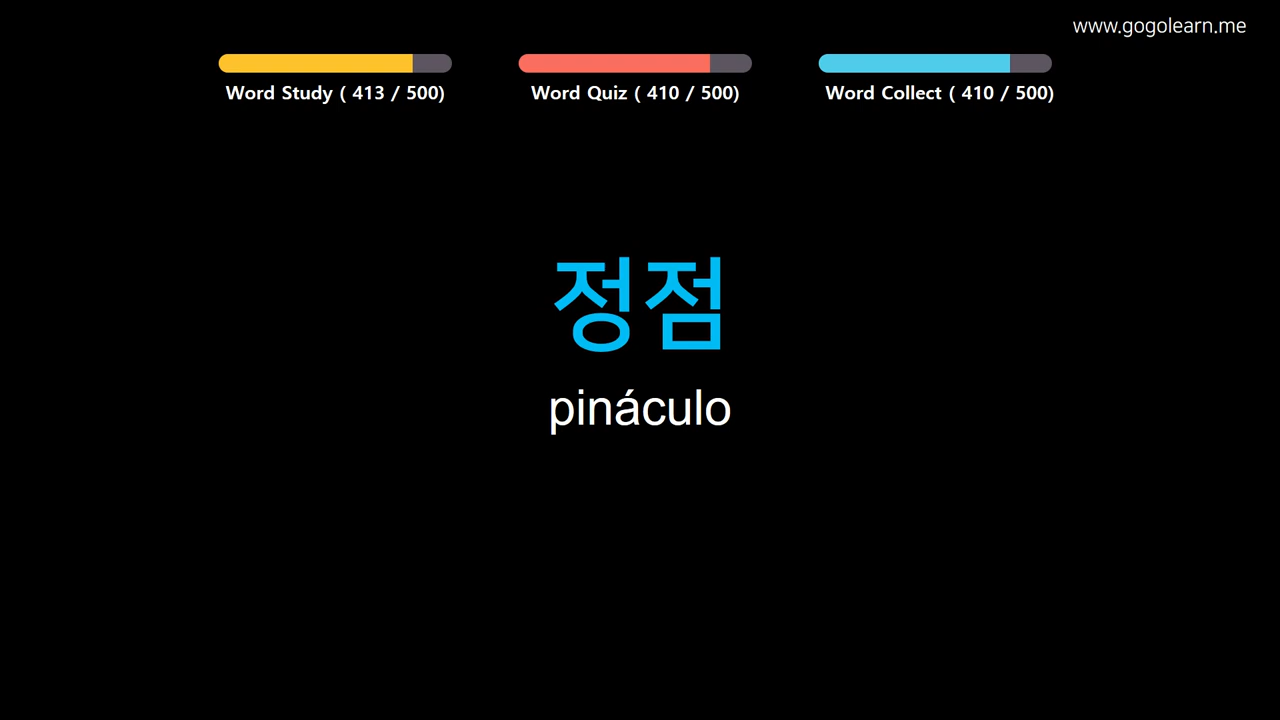 www.gogolearn.me
Word Study ( 413 / 500)
Word Quiz ( 410 / 500)
Word Collect ( 410 / 500)
정점
pináculo